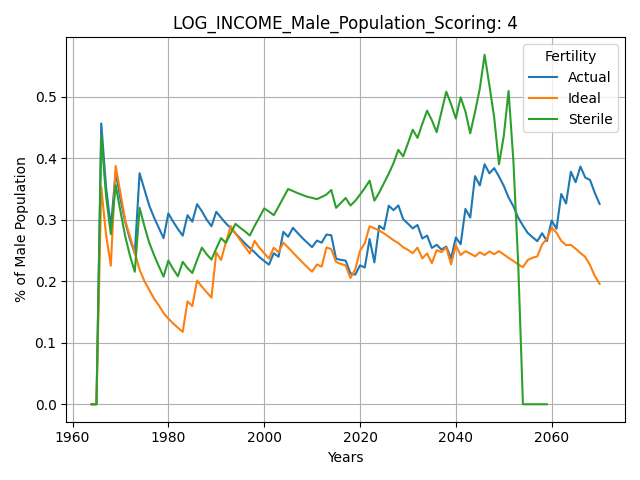 LOG_INCOME_Male_Population_Scoring: 4
Fertility
Actual
Ideal
Sterile
% of Male Population
0.5
0.4
0.3
0.2
0.1
0.0
1960 1980 2000 2020 2040 2060
Years